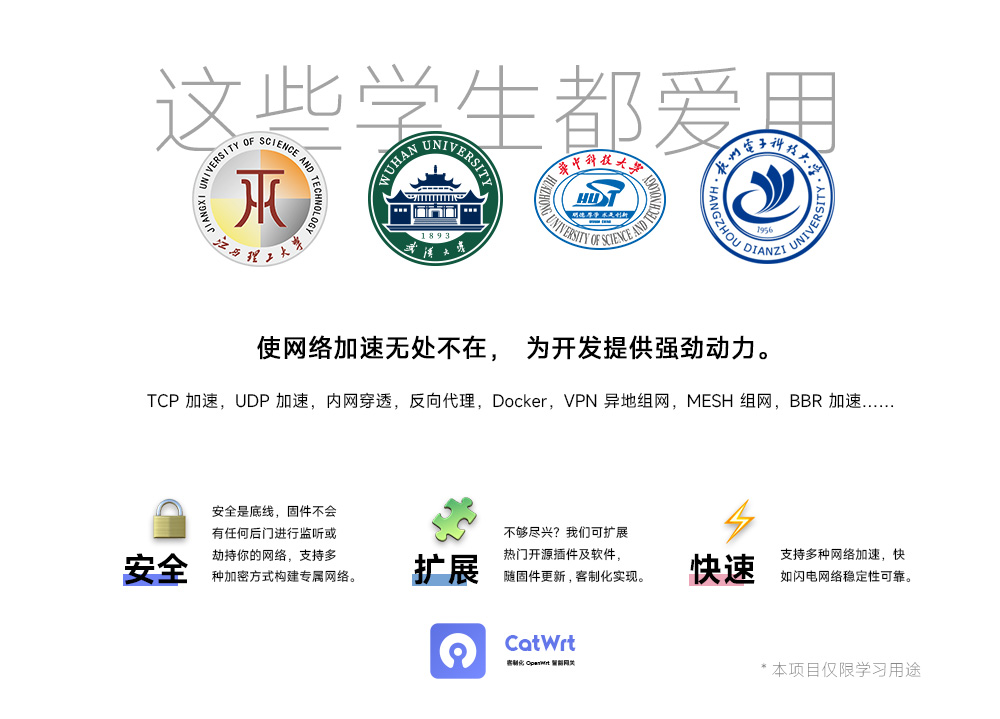 这些学生都爱用
JIANGXI UNIVERSITY OF SCIENCE AND TECHNOLOGY
江西理工大学
WUHAN UNIVERSITY
1893
武汉大学
华中科技大学
HUST
明德 厚学 求是 创新
HUAZHONG UNIVERSITY OF SCIENCE AND TECHNOLOGY
杭州电子科技大学
1956
HANGZHOU DIANZI UNIVERSITY
使网络加速无处不在， 为开发提供强劲动力。
TCP 加速，UDP 加速，内网穿透，反向代理，Docker，VPN 异地组网，MESH 组网，BBR 加速……
安全
安全是底线，固件不会
有任何后门进行监听或
劫持你的网络，支持多
种加密方式构建专属网络。
扩展
不够尽兴？我们可扩展
热门开源插件及软件，
随固件更新，客制化实现。
快速
支持多种网络加速，快
如闪电网络稳定性可靠。
CatWrt
客制化 OpenWrt 智能网关
* 本项目仅限学习用途